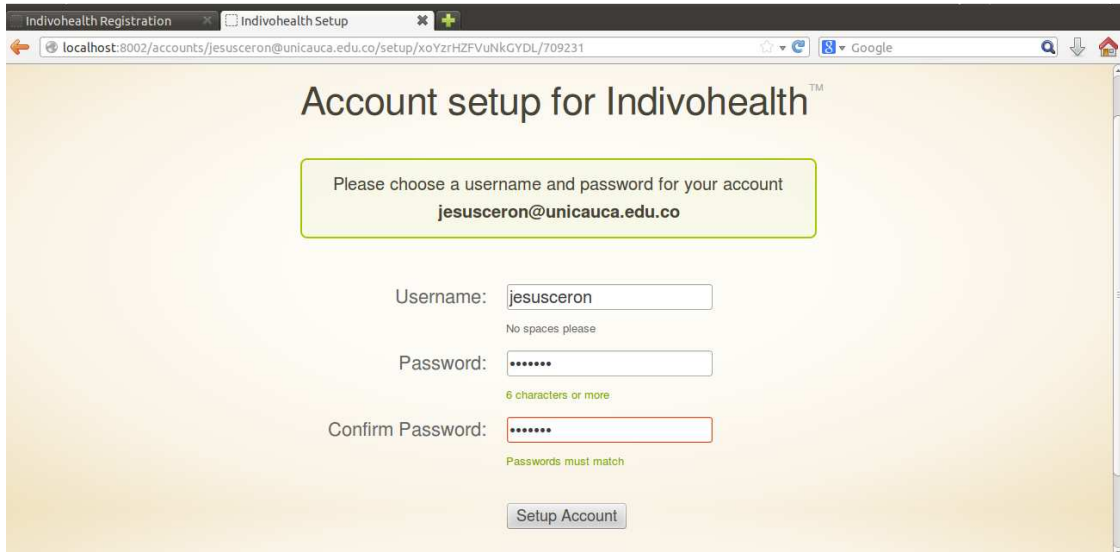 Indivohealth Registration
Indivohealth Setup
localhost:8002/accounts/jesusceron@unicauca.edu.co/setup/xoYzrHZFVuNkGYDL/709231
Google
Account setup for Indivohealth™
Please choose a username and password for your account
jesusceron@unicauca.edu.co
Username: jesusceron
No spaces please
Password: •••••••
6 characters or more
Confirm Password: •••••••
Passwords must match
Setup Account